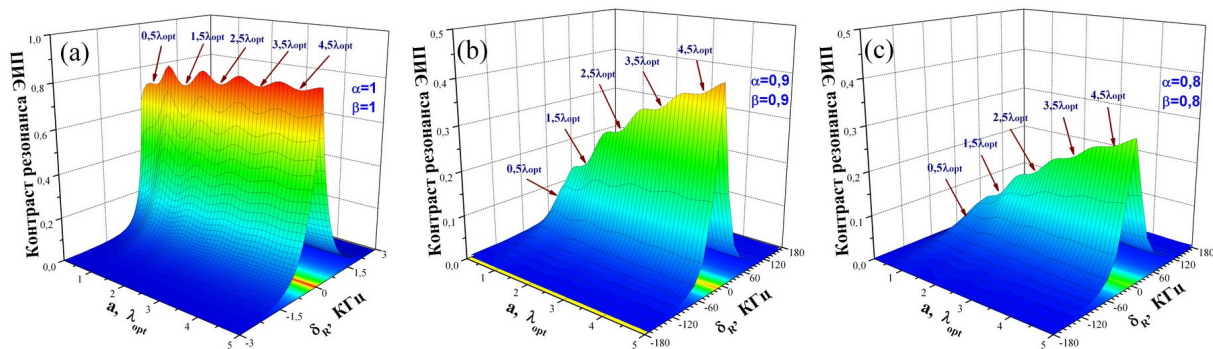 (a)
Контраст резонанса ЭИП
1,0
0,8
0,6
0,4
0,2
0,0
0,5λopt
1,5λopt
2,5λopt
3,5λopt
4,5λopt
α=1
β=1
1
2
3
4
5
a, λopt
-3
-1,5
0
1,5
3
δR, КГц
(b)
Контраст резонанса ЭИП
0,5
0,4
0,3
0,2
0,1
0,0
0,5λopt
1,5λopt
2,5λopt
3,5λopt
4,5λopt
α=0,9
β=0,9
1
2
3
4
5
a, λopt
-180
-120
-60
0
60
120
180
δR, КГц
(c)
Контраст резонанса ЭИП
0,5
0,4
0,3
0,2
0,1
0,0
0,5λopt
1,5λopt
2,5λopt
3,5λopt
4,5λopt
α=0,8
β=0,8
1
2
3
4
5
a, λopt
-180
-120
-60
0
60
120
180
δR, КГц